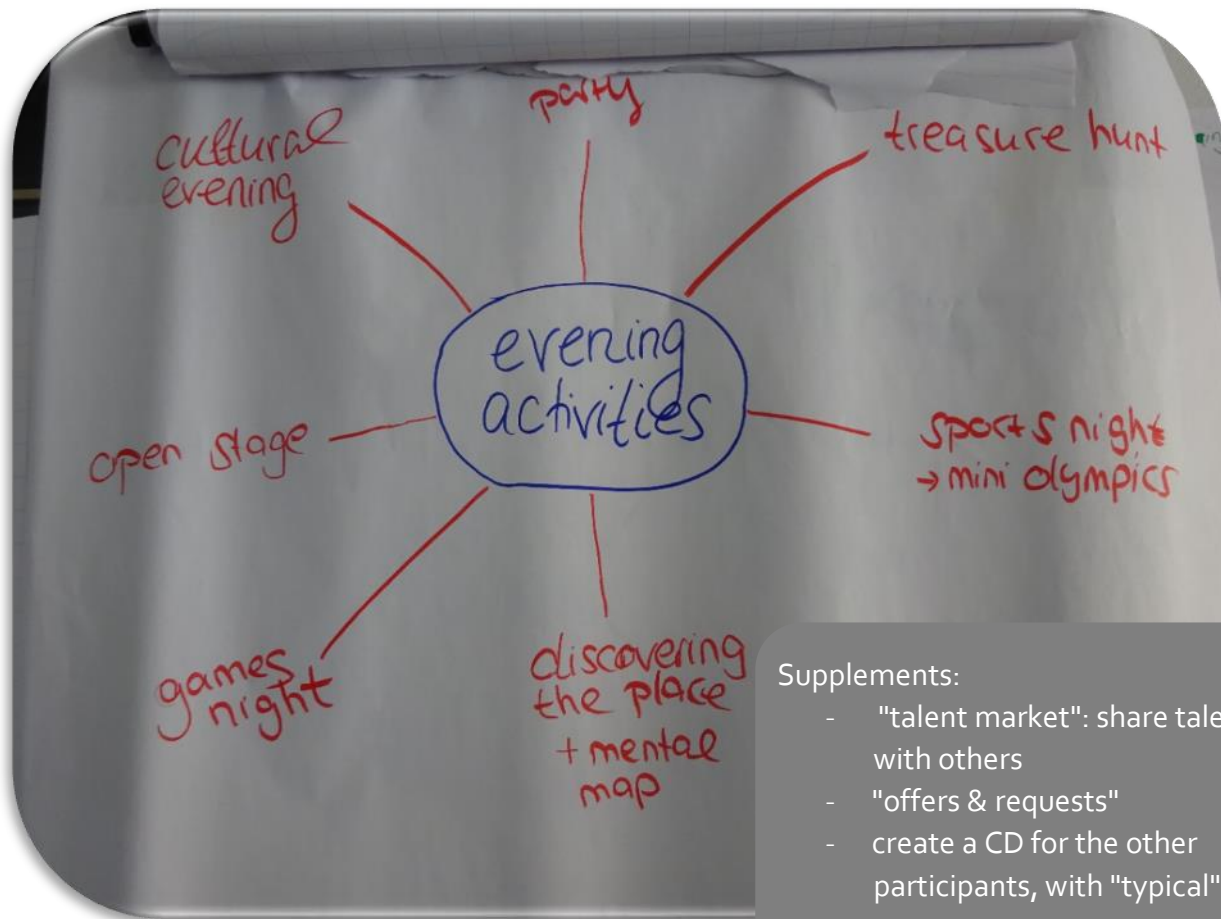 party
cultural
evening
treasure hunt
evening
activities
open stage
sports night
→ mini olympics
games
night
discovering
the place
+ mental
map
Supplements:
- "talent market": share
with others
- "offers & requests"
- create a CD for the other
participants, with "typical"